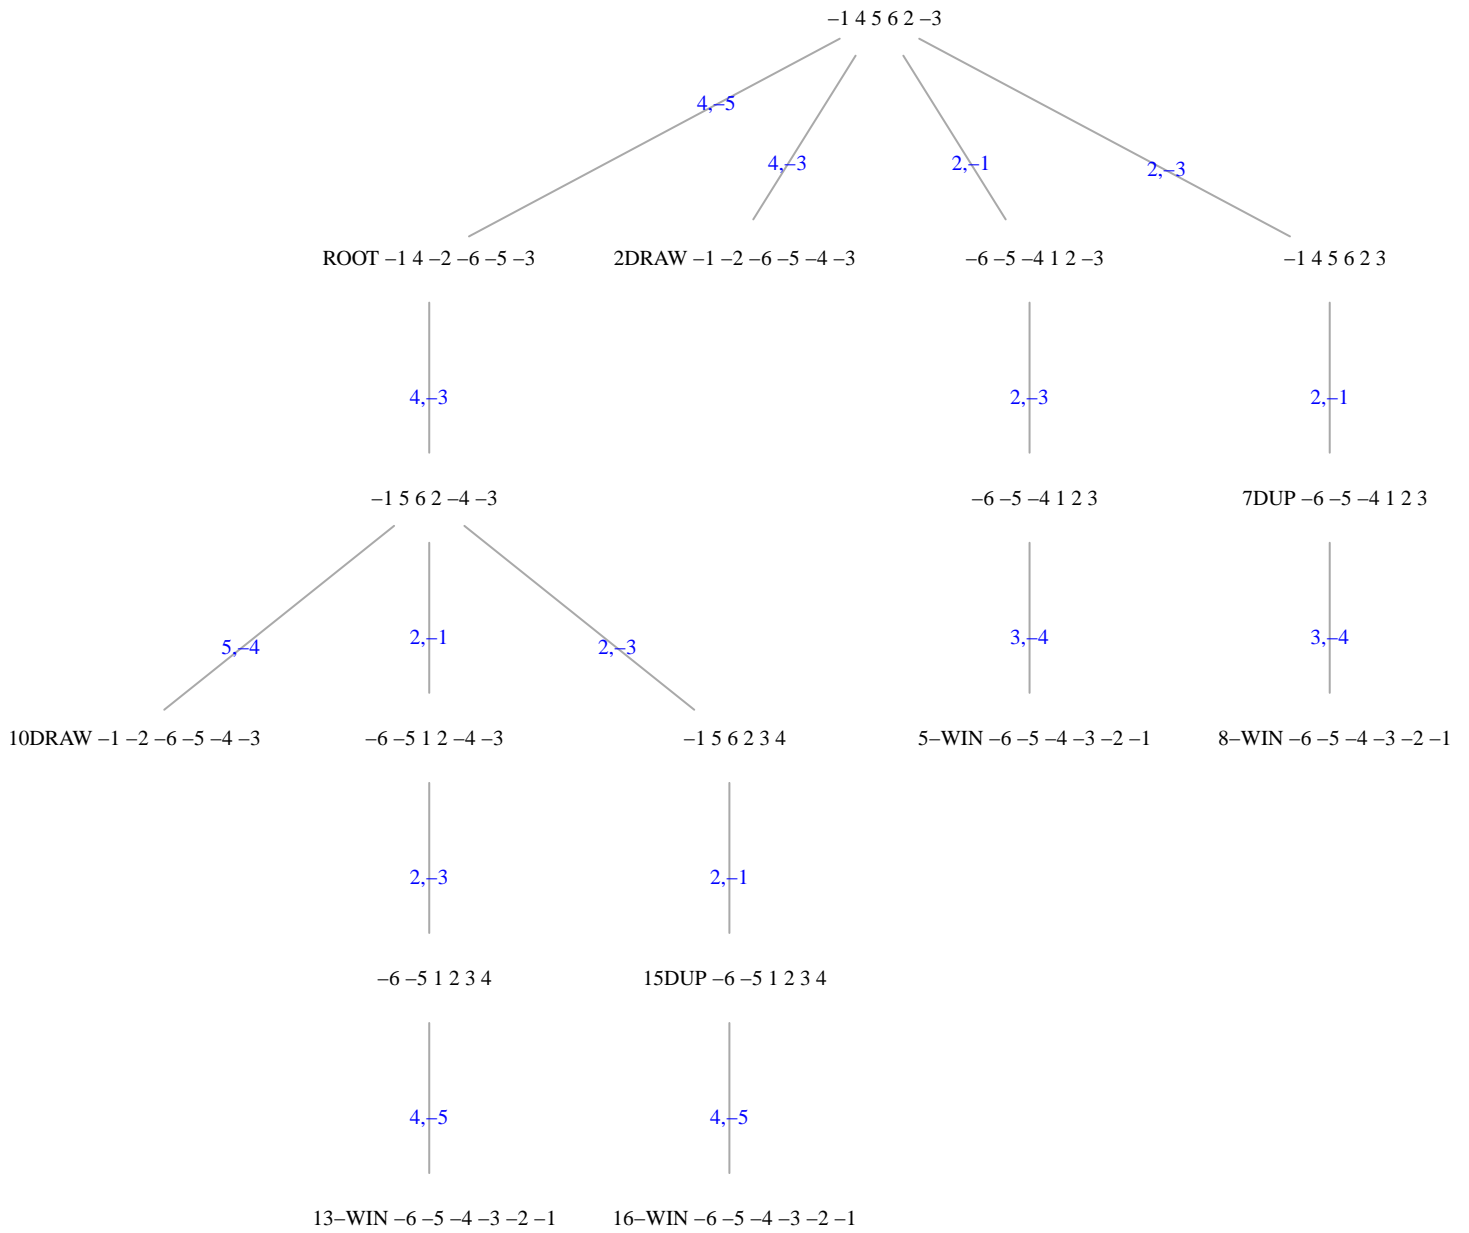 –1 4 5 6 2 –3
4,–5
4,–3
2,–1
2,–3
ROOT –1 4 –2 –6 –5 –3
2DRAW –1 –2 –6 –5 –4 –3
–6 –5 –4 1 2 –3
–1 4 5 6 2 3
4,–3
2,–3
2,–1
–1 5 6 2 –4 –3
–6 –5 –4 1 2 3
7DUP –6 –5 –4 1 2 3
5,–4
2,–1
2,–3
3,–4
3,–4
10DRAW –1 –2 –6 –5 –4 –3
–6 –5 1 2 –4 –3
–1 5 6 2 3 4
5–WIN –6 –5 –4 –3 –2 –1
8–WIN –6 –5 –4 –3 –2 –1
2,–3
2,–1
–6 –5 1 2 3 4
15DUP –6 –5 1 2 3 4
4,–5
4,–5
13–WIN –6 –5 –4 –3 –2 –1
16–WIN –6 –5 –4 –3 –2 –1